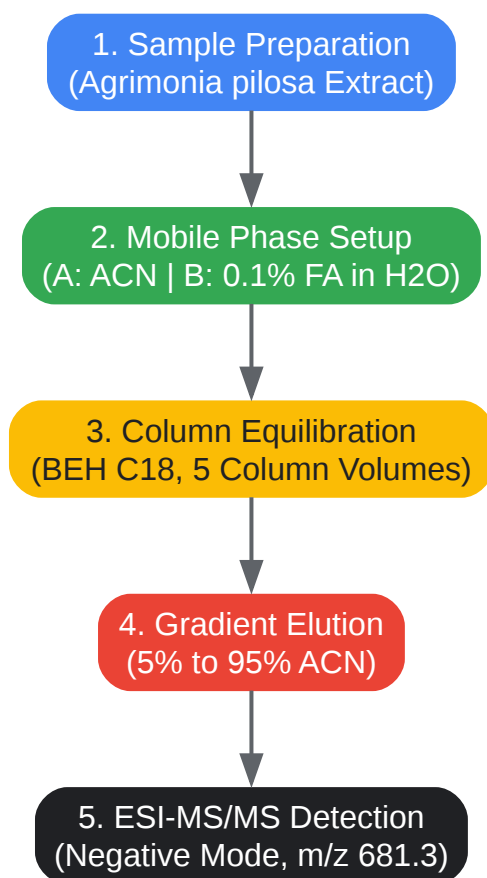 1. Sample Preparation
(Agrimonia pilosa Extract)
2. Mobile Phase Setup
(A: ACN | B: 0.1% FA in H2O)
3. Column Equilibration
(BEH C18, 5 Column Volumes)
4. Gradient Elution
(5% to 95% ACN)
5. ESI-MS/MS Detection
(Negative Mode, m/z 681.3)